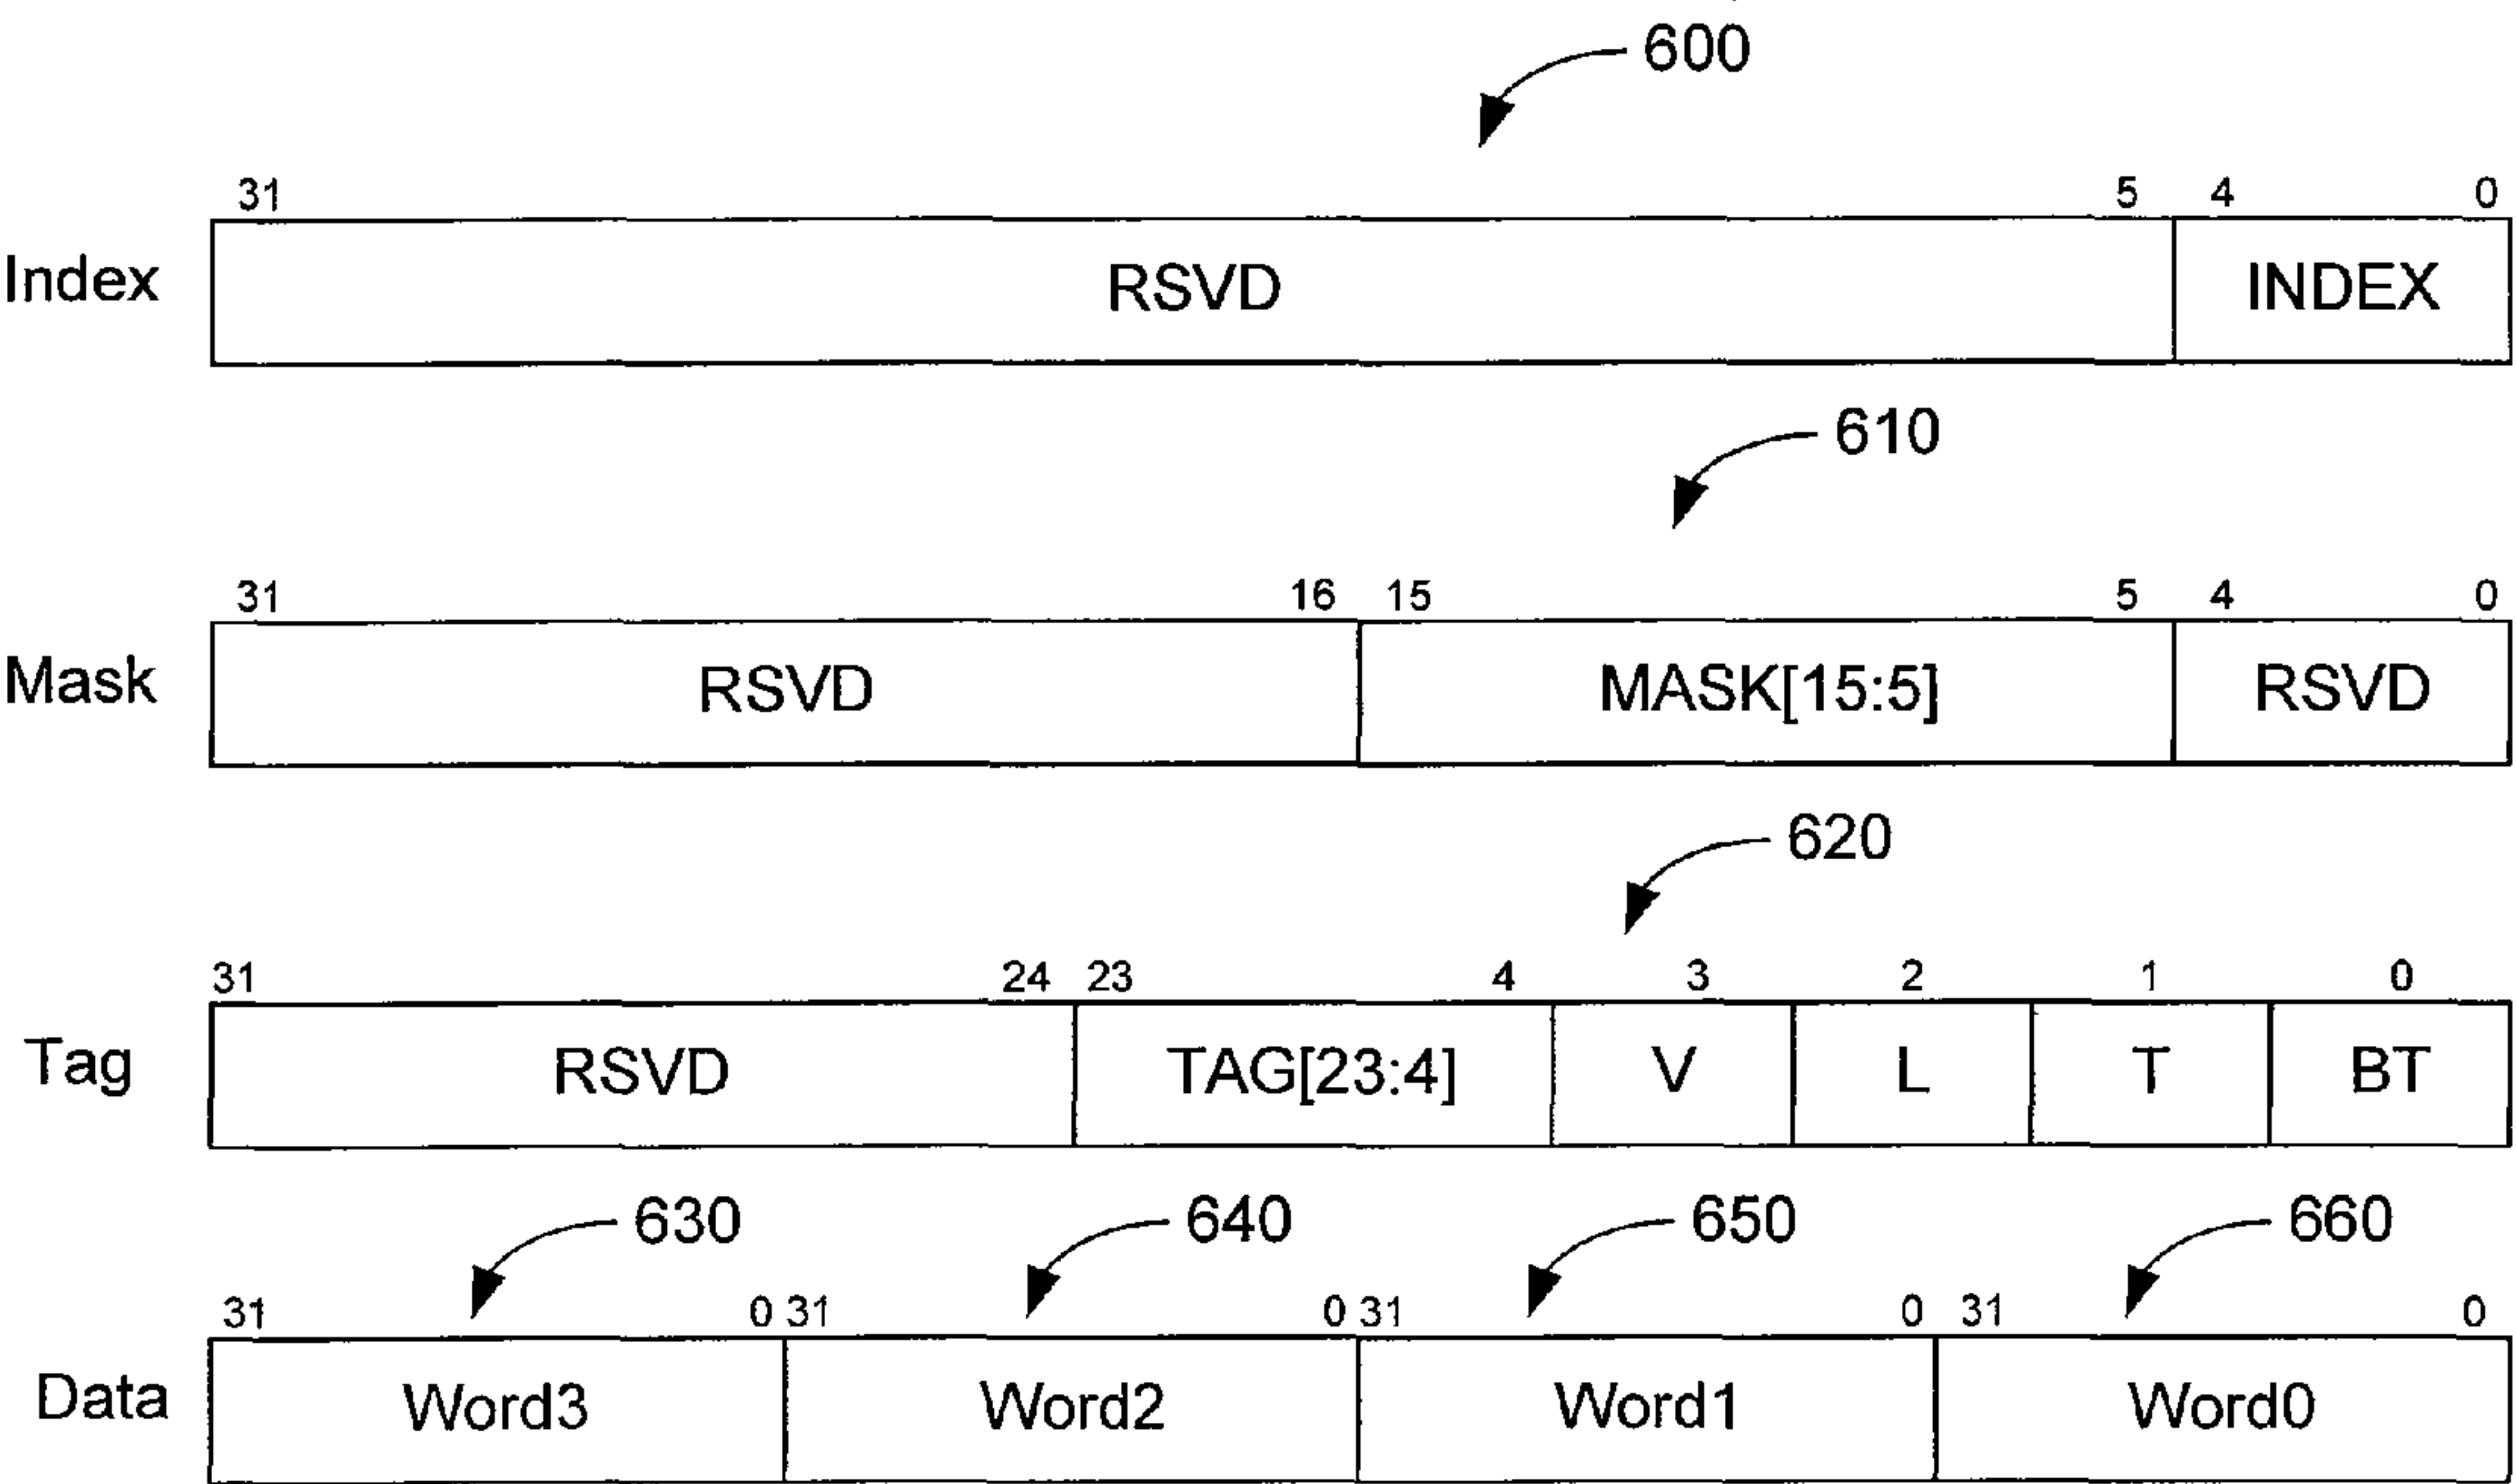 600
31 5 4 0
Index RSVD INDEX
610
31 16 15 5 4 0
Mask RSVD MASK[15:5] RSVD
620
31 24 23 4 3 2 1 0
Tag RSVD TAG[23:4] V L T BT
630 640 650 660
31 0 31 0 31 0 31 0
Data Word3 Word2 Word1 Word0